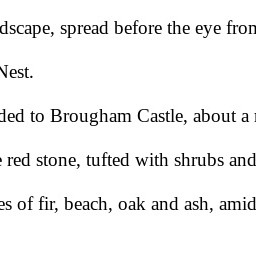 dscape, spread before the eye from
Nest.
ded to Brougham Castle, about a
red stone, tufted with shrubs and
es of fir, beach, oak and ash, amid